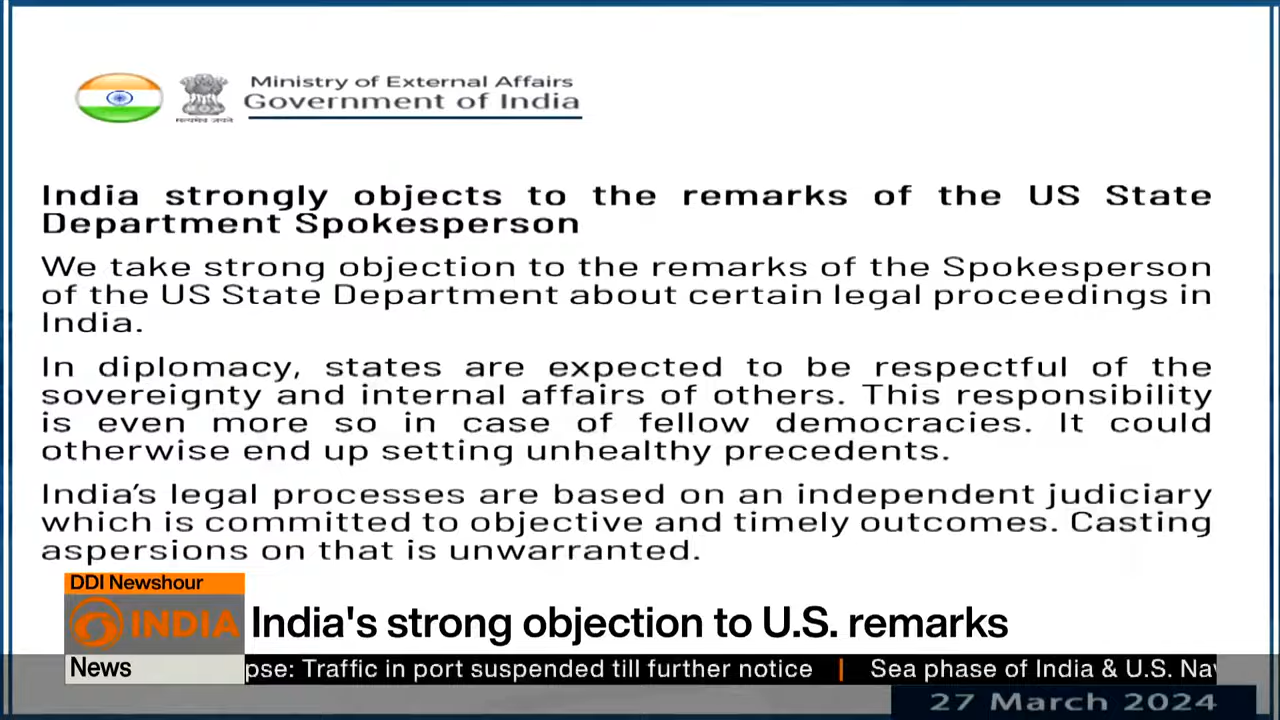 Ministry of External Affairs
Government of India
सत्यमेव जयते
India strongly objects to the remarks of the US State
Department Spokesperson
We take strong objection to the remarks of the Spokesperson
of the US State Department about certain legal proceedings in
India.
In diplomacy, states are expected to be respectful of the
sovereignty and internal affairs of others. This responsibility
is even more so in case of fellow democracies. It could
otherwise end up setting unhealthy precedents.
India's legal processes are based on an independent judiciary
which is committed to objective and timely outcomes. Casting
aspersions on that is unwarranted.
DDI Newshour
INDIA
India's strong objection to U.S. remarks
News
pse: Traffic in port suspended till further notice | Sea phase of India & U.S. Nav
27 March 2024